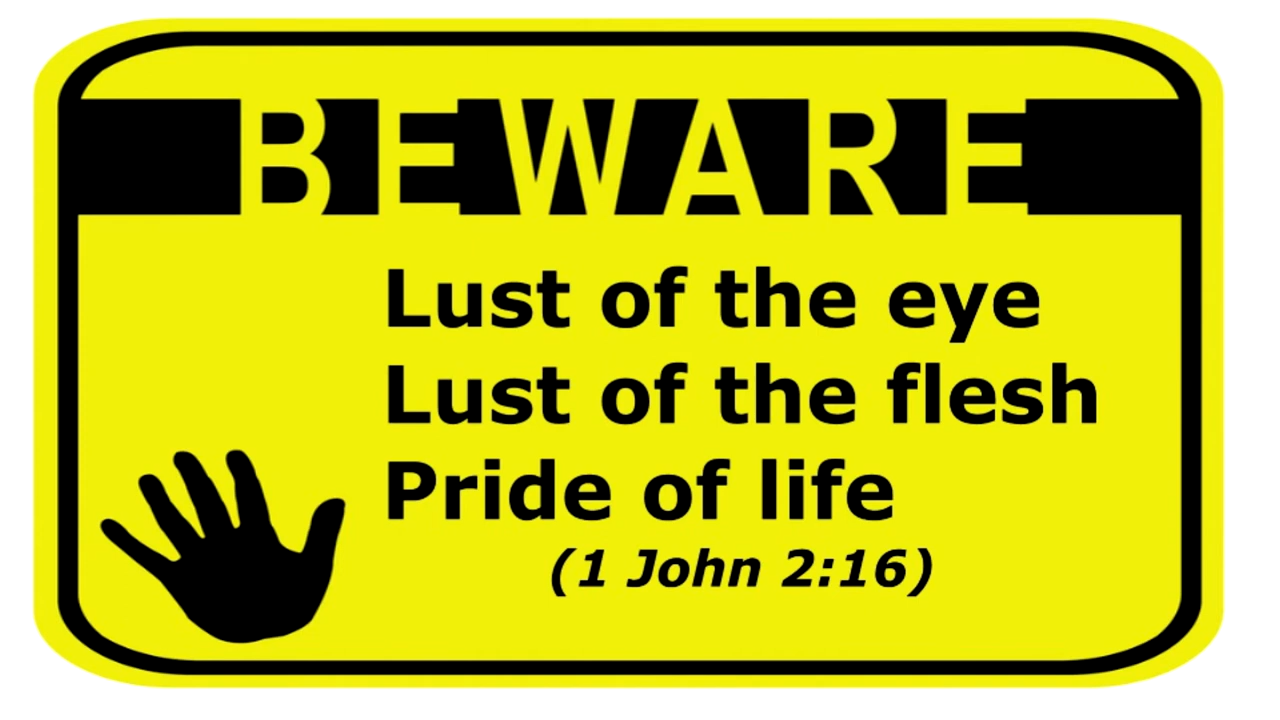 BEWARE
Lust of the eye
Lust of the flesh
Pride of life
(1 John 2:16)